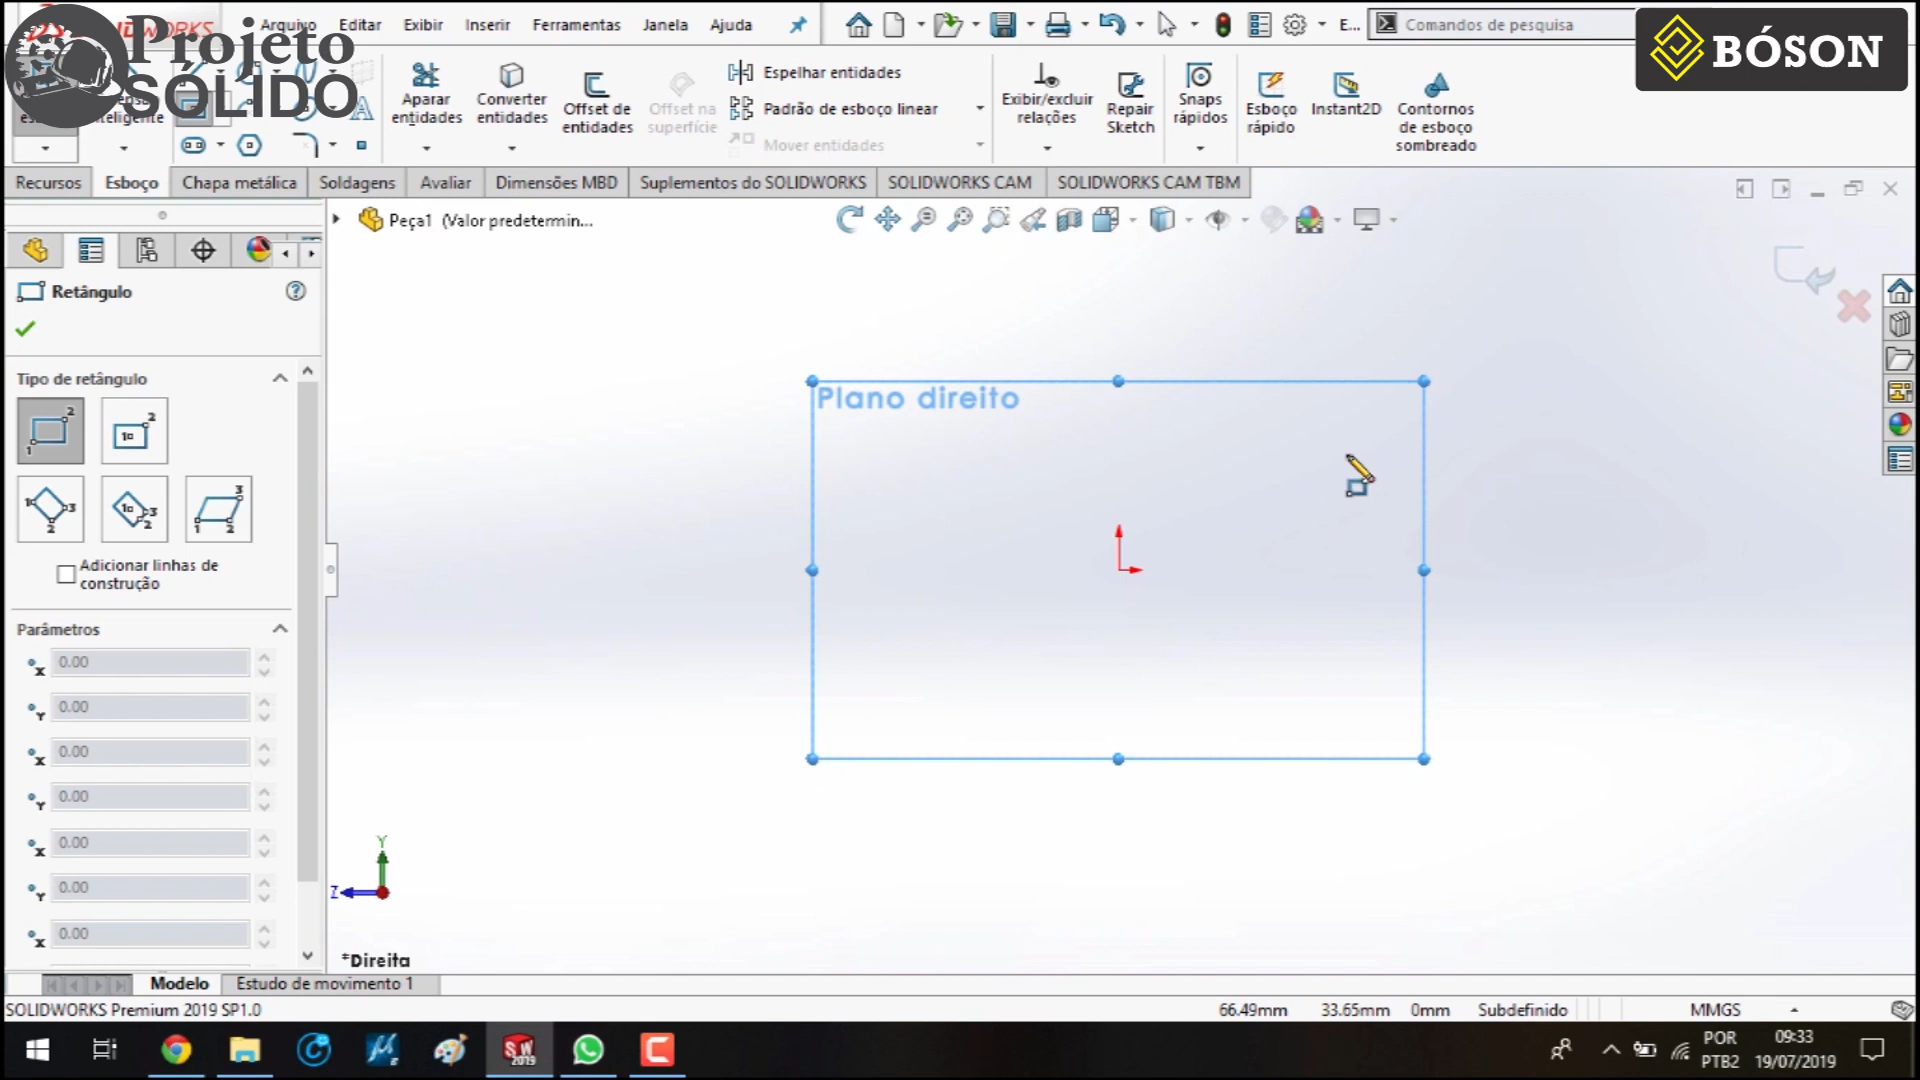 Projeto
SOLIDO
BÓSON
Arquivo Editar Exibir Inserir Ferramentas Janela Ajuda
E...
Comandos de pesquisa
Aparar entidades
Converter entidades
Offset de entidades
Offset na superfície
Espelhar entidades
Padrão de esboço linear
Mover entidades
Exibir/excluir relações
Repair Sketch
Snaps rápidos
Esboço rápido
Instant2D
Contornos de esboço sombreado
Recursos Esboço Chapa metálica Soldagens Avaliar Dimensões MBD Suplementos do SOLIDWORKS SOLIDWORKS CAM SOLIDWORKS CAM TBM
Peça1 (Valor predetermin...
Retângulo
Tipo de retângulo
Adicionar linhas de
construção
Parâmetros
0.00
0.00
0.00
0.00
0.00
0.00
0.00
Plano direito
Y
Z
*Direita
Modelo Estudo de movimento 1
SOLIDWORKS Premium 2019 SP1.0
66.49mm 33.65mm 0mm Subdefinido MMGS
POR
PTB2
09:33
19/07/2019